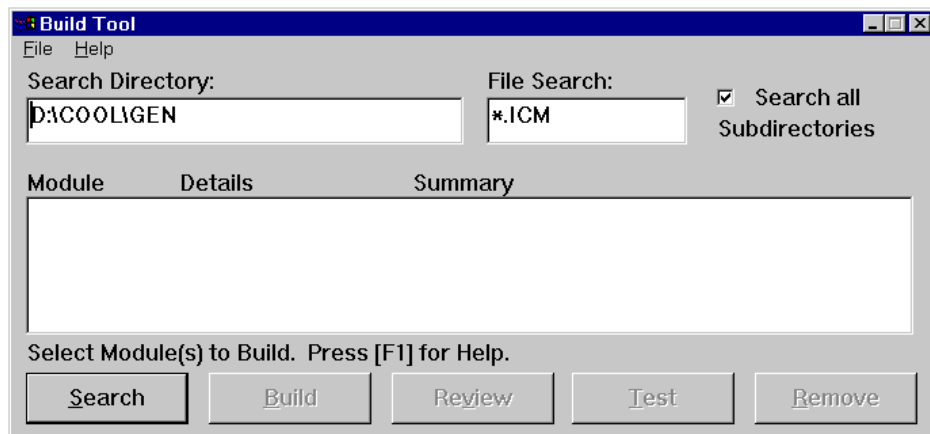 Build Tool
File Help
Search Directory: File Search:
D:\COOL\GEN *.ICM Search all
Subdirectories
Module Details Summary
Select Module(s) to Build. Press [F1] for Help.
Search Build Review Test Remove